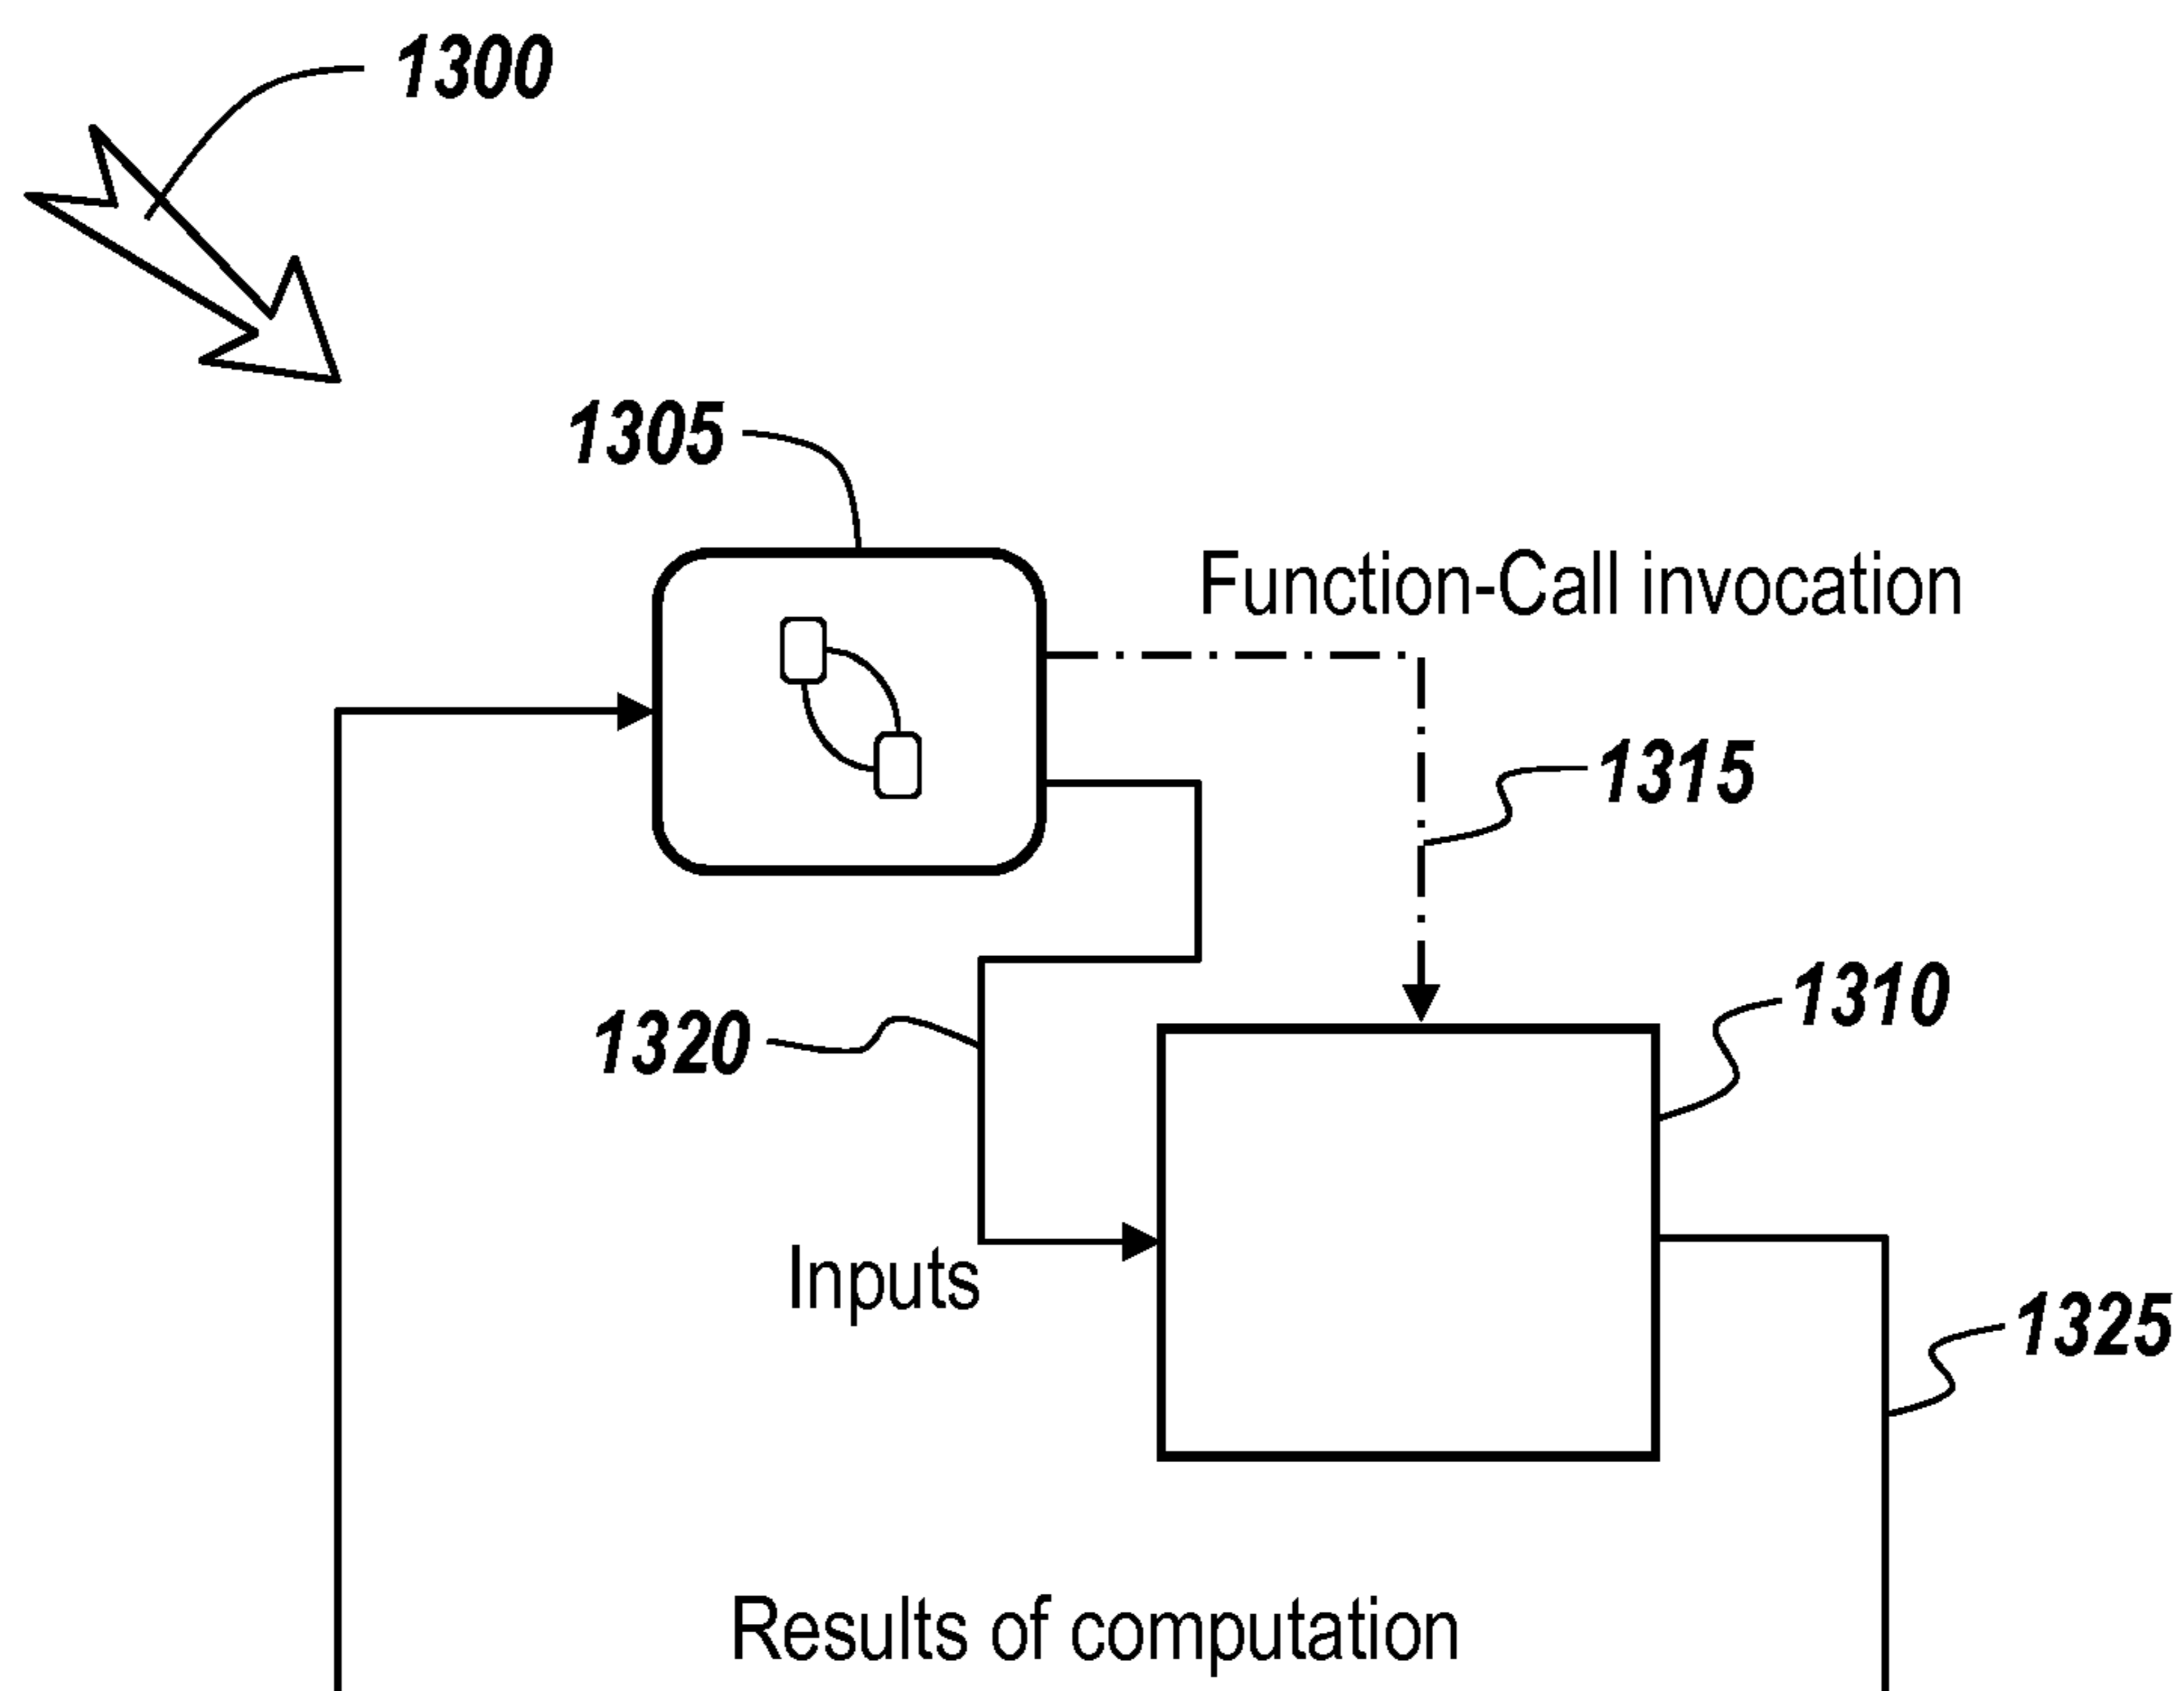 1300
1305
Function-Call invocation
1315
1310
1320
Inputs
1325
Results of computation